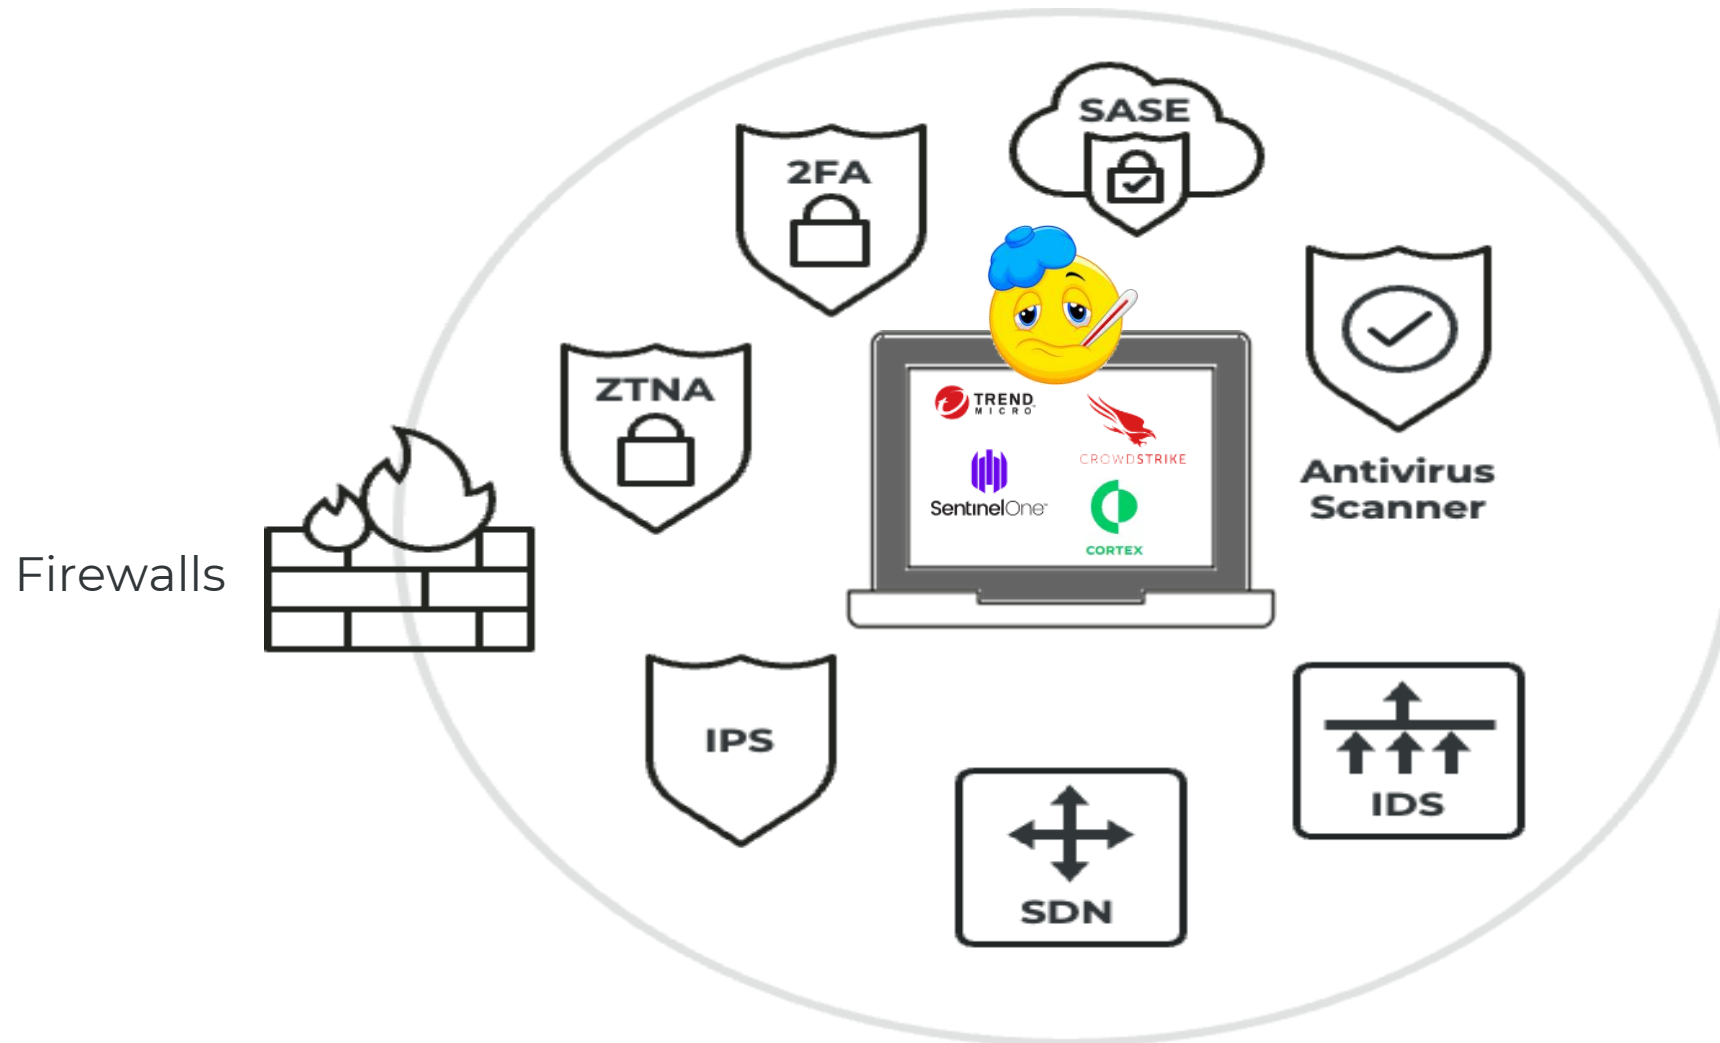 SASE
2FA
ZTNA
TREND
MICRO
CROWDSTRIKE
SentinelOne
CORTEX
Antivirus
Scanner
Firewalls
IPS
IDS
SDN